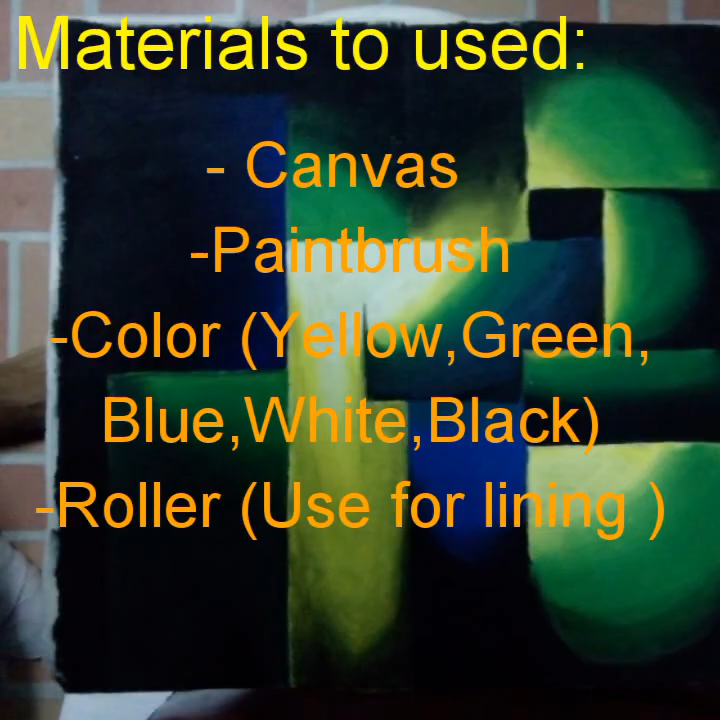 Materials to used:
- Canvas
-Paintbrush
-Color (Yellow,Green,
Blue,White,Black)
-Roller (Use for lining )